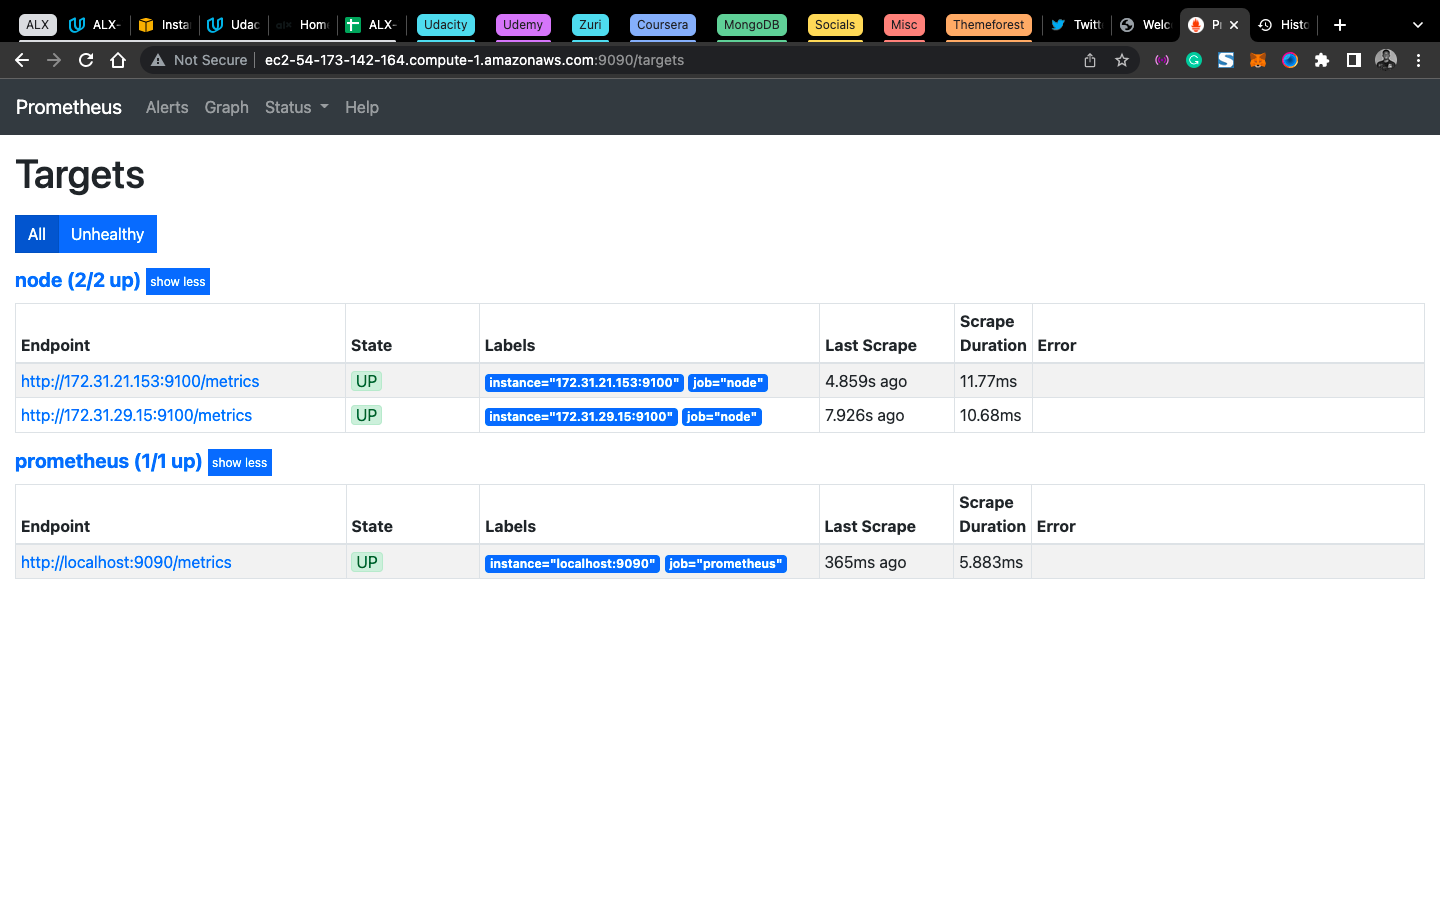 ALX ALX- Insta Udac Hom ALX- Udacity Udemy Zuri Coursera MongoDB Socials Misc Themeforest Twitt Welc Histo
Not Secure ec2-54-173-142-164.compute-1.amazonaws.com:9090/targets
Prometheus Alerts Graph Status Help
Targets
All Unhealthy
node (2/2 up) show less
Endpoint State Labels Last Scrape Scrape Duration Error
http://172.31.21.153:9100/metrics UP instance="172.31.21.153:9100" job="node" 4.859s ago 11.77ms
http://172.31.29.15:9100/metrics UP instance="172.31.29.15:9100" job="node" 7.926s ago 10.68ms
prometheus (1/1 up) show less
Endpoint State Labels Last Scrape Scrape Duration Error
http://localhost:9090/metrics UP instance="localhost:9090" job="prometheus" 365ms ago 5.883ms